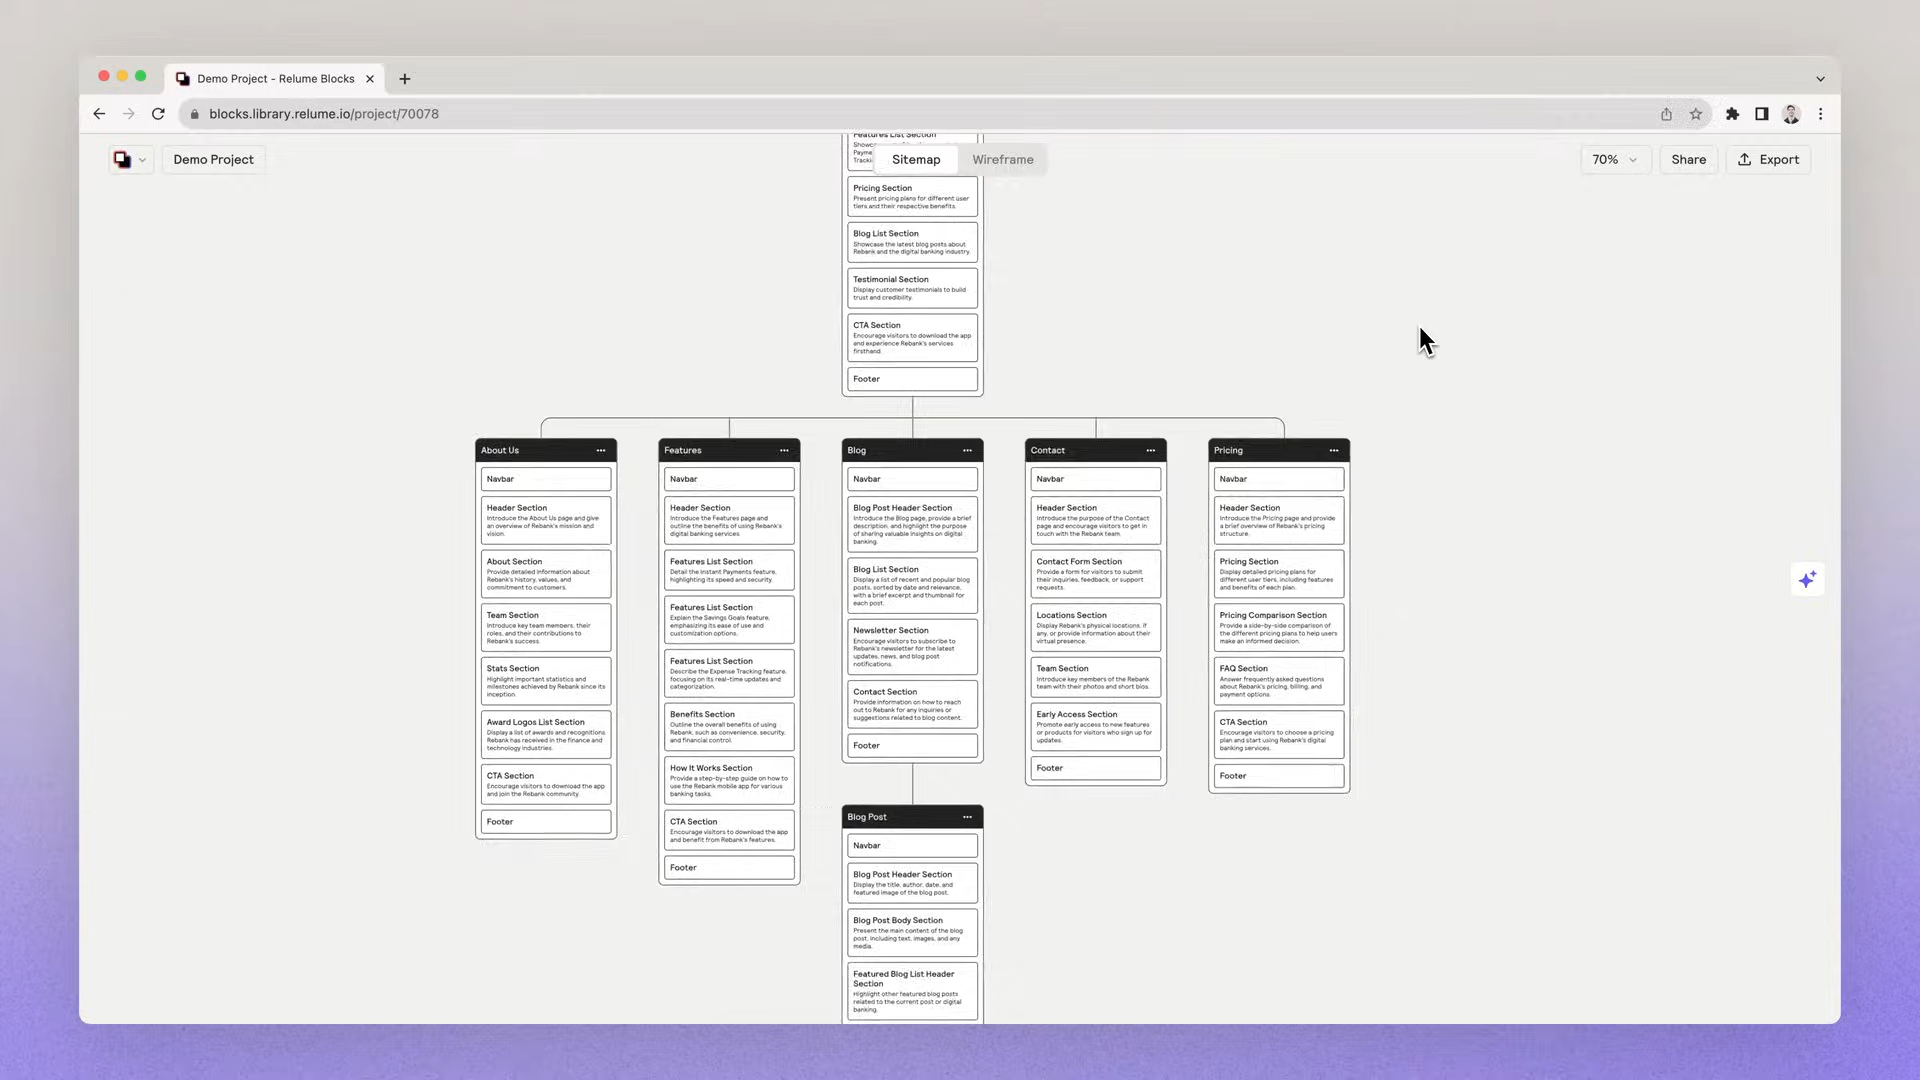 Demo Project - Relume Blocks
blocks.library.relume.io/project/70078
Demo Project
Sitemap
Wireframe
70%
Share
Export
Features List Section
Pricing Section
Present pricing plans for different user
tiers and their respective benefits.
Blog List Section
Showcase the latest blog posts about
Rebank and the digital banking industry.
Testimonial Section
Display customer testimonials to build
trust and credibility.
CTA Section
Encourage visitors to download the app
and experience Rebank's services
firsthand.
Footer
About Us
Navbar
Header Section
Introduce the About Us page and give
an overview of Rebank's mission and
vision.
About Section
Provide detailed information about
Rebank's history, values, and
commitment to customers.
Team Section
Introduce key team members, their
roles, and their contributions to
Rebank's success.
Stats Section
Highlight important statistics and
milestones achieved by Rebank since its
inception.
Award Logos List Section
Display a list of awards and recognitions
Rebank has received in the finance and
technology industries.
CTA Section
Encourage visitors to download the app
and join the Rebank community.
Footer
Features
Navbar
Header Section
Introduce the Features page and
outline the benefits of using Rebank's
digital banking services.
Features List Section
Detail the Instant Payments feature,
highlighting its speed and security.
Features List Section
Explain the Savings Goals feature,
emphasizing its ease of use and
customization options.
Features List Section
Describe the Expense Tracking feature,
focusing on its real-time updates and
categorization.
Benefits Section
Outline the overall benefits of using
Rebank, such as convenience, security,
and financial control.
How It Works Section
Provide a step-by-step guide on how to
use the Rebank mobile app for various
banking tasks.
CTA Section
Encourage visitors to download the app
and benefit from Rebank's features.
Footer
Blog
Navbar
Blog Post Header Section
Introduce the Blog page, provide a brief
description, and highlight the purpose
of sharing valuable insights on digital
banking.
Blog List Section
Display a list of recent and popular blog
posts, sorted by date and relevance,
with a brief excerpt and thumbnail for
each post.
Newsletter Section
Encourage visitors to subscribe to
Rebank's newsletter for the latest
updates, news, and blog post
notifications.
Contact Section
Provide information on how to reach
out to Rebank for any inquiries or
suggestions related to blog content.
Footer
Contact
Navbar
Header Section
Introduce the purpose of the Contact
page and encourage visitors to get in
touch with the Rebank team.
Contact Form Section
Provide a form for visitors to submit
their inquiries, feedback, or support
requests.
Locations Section
Display Rebank's physical locations, if
any, or provide information about their
virtual presence.
Team Section
Introduce key members of the Rebank
team with their photos and short bios.
Early Access Section
Promote early access to new features
or products for visitors who sign up for
updates.
Footer
Pricing
Navbar
Header Section
Introduce the Pricing page and provide
a brief overview of Rebank's pricing
structure.
Pricing Section
Display detailed pricing plans for
different user tiers, including features
and benefits of each plan.
Pricing Comparison Section
Provide a side-by-side comparison of
the different pricing plans to help users
make an informed decision.
FAQ Section
Answer frequently asked questions
about Rebank's pricing, billing, and
payment options.
CTA Section
Encourage visitors to choose a pricing
plan and start using Rebank's digital
banking services.
Footer
Blog Post
Navbar
Blog Post Header Section
Display the title, author, date, and
featured image of the blog post.
Blog Post Body Section
Present the main content of the blog
post, including text, images, and any
media.
Featured Blog List Header
Section
Highlight other featured blog posts
related to the current post or digital
banking.